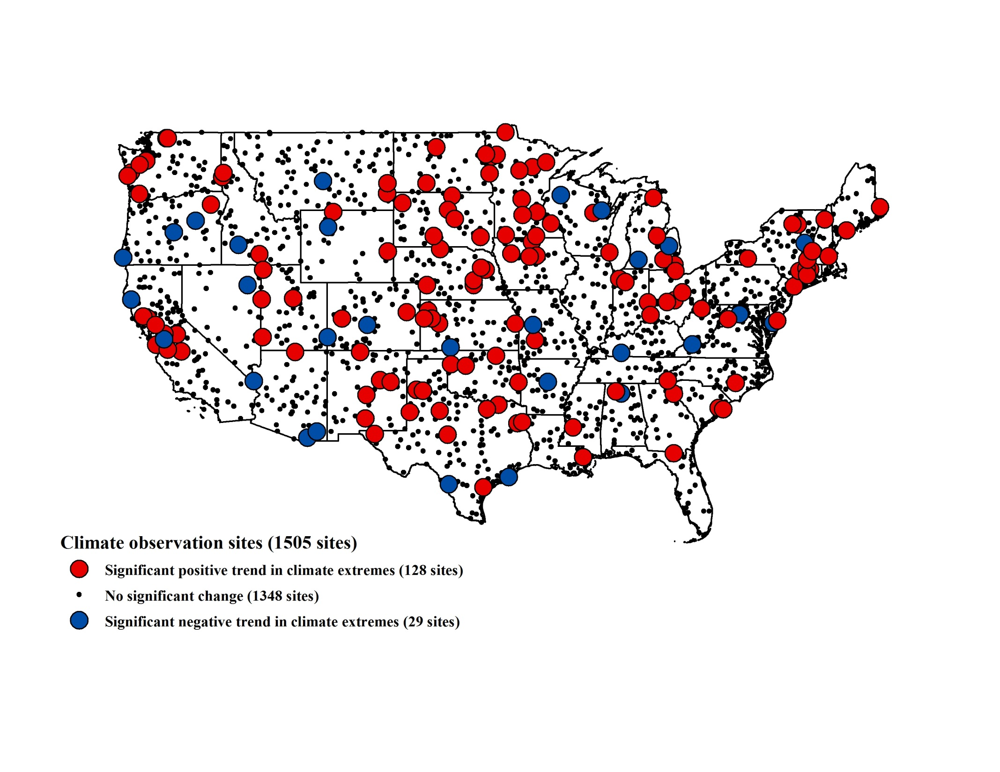 Climate observation sites (1505 sites)
Significant positive trend in climate extremes (128 sites)
No significant change (1348 sites)
Significant negative trend in climate extremes (29 sites)